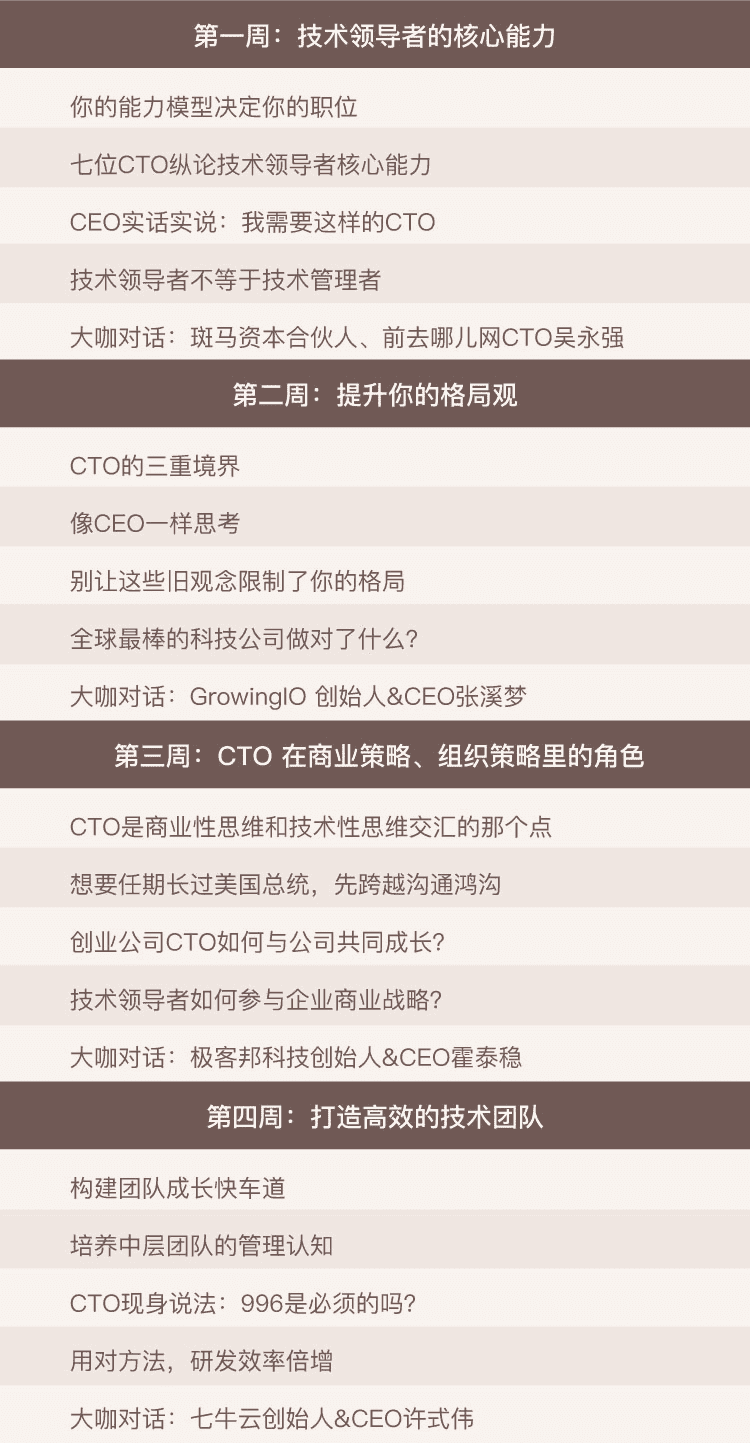 第一周：技术领导者的核心能力
你的能力模型决定你的职位
七位CTO纵论技术领导者核心能力
CEO实话实说：我需要这样的CTO
技术领导者不等于技术管理者
大咖对话：斑马资本合伙人、前去哪儿网CTO吴永强
第二周：提升你的格局观
CTO的三重境界
像CEO一样思考
别让这些旧观念限制了你的格局
全球最棒的科技公司做对了什么？
大咖对话：GrowingIO 创始人&CEO张溪梦
第三周：CTO 在商业策略、组织策略里的角色
CTO是商业性思维和技术性思维交汇的那个点
想要任期长过美国总统，先跨越沟通鸿沟
创业公司CTO如何与公司共同成长？
技术领导者如何参与企业商业战略？
大咖对话：极客邦科技创始人&CEO霍泰稳
第四周：打造高效的技术团队
构建团队成长快车道
培养中层团队的管理认知
CTO现身说法：996是必须的吗？
用对方法，研发效率倍增
大咖对话：七牛云创始人&CEO许式伟